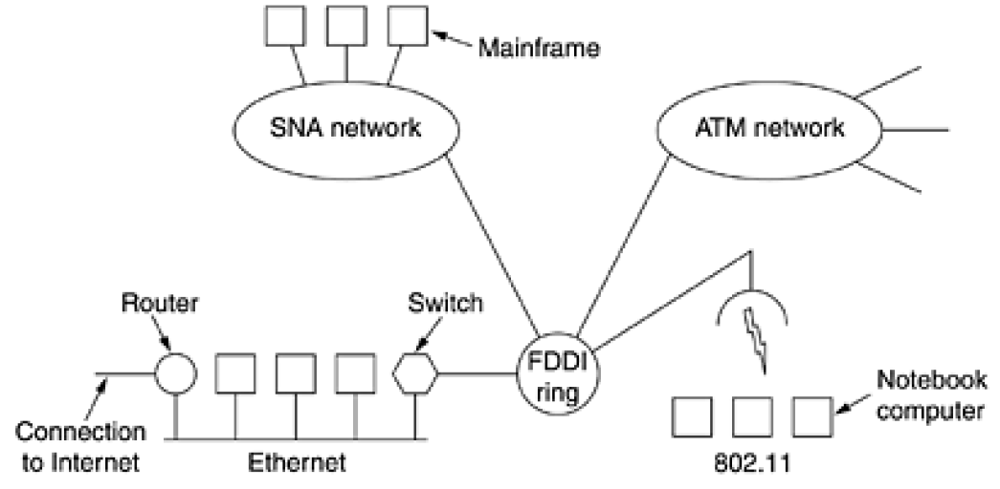 Mainframe
SNA network
ATM network
Router
Switch
FDDI
ring
Notebook
computer
Connection
to Internet
Ethernet
802.11